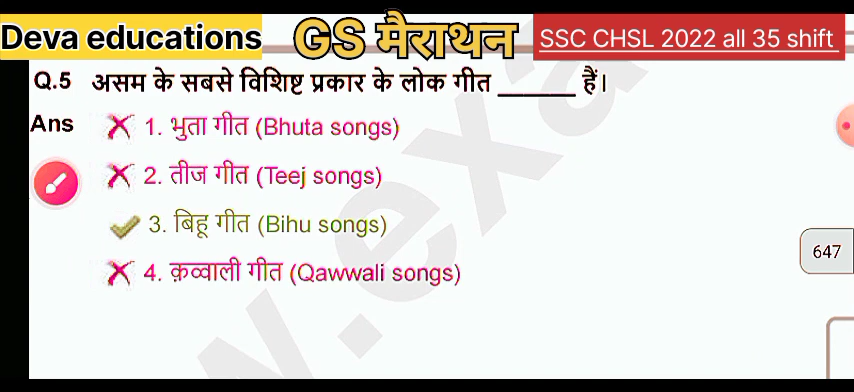 Deva educations GS मैराथन SSC CHSL 2022 all 35 shift
Q.5 असम के सबसे विशिष्ट प्रकार के लोक गीत ______ हैं।
Ans 1. भुता गीत (Bhuta songs)
2. तीज गीत (Teej songs)
3. बिहू गीत (Bihu songs)
647
4. क़व्वाली गीत (Qawwali songs)
w.exa